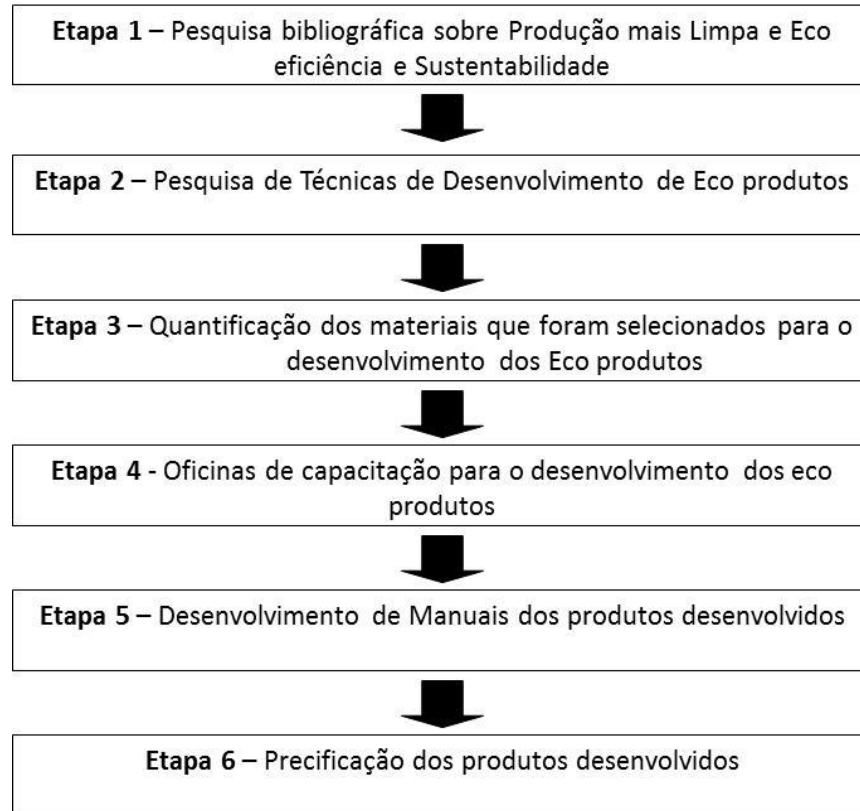 Etapa 1 – Pesquisa bibliográfica sobre Produção mais Limpa e Eco
eficiência e Sustentabilidade
Etapa 2 – Pesquisa de Técnicas de Desenvolvimento de Eco produtos
Etapa 3 – Quantificação dos materiais que foram selecionados para o
desenvolvimento dos Eco produtos
Etapa 4 - Oficinas de capacitação para o desenvolvimento dos eco
produtos
Etapa 5 – Desenvolvimento de Manuais dos produtos desenvolvidos
Etapa 6 – Precificação dos produtos desenvolvidos